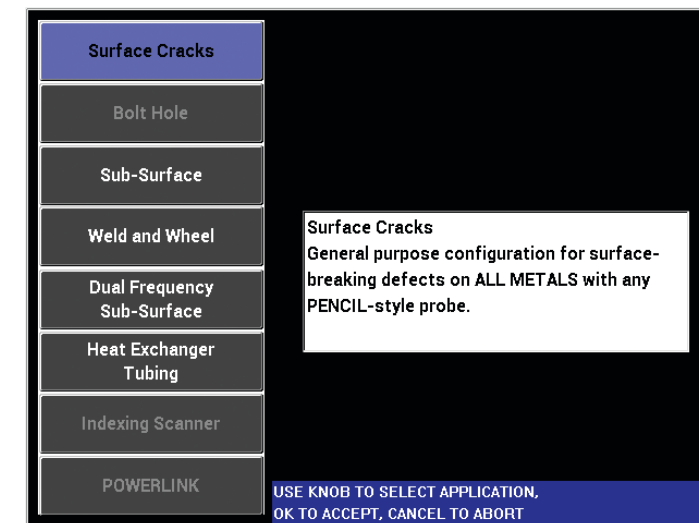 Surface Cracks
Bolt Hole
Sub-Surface
Weld and Wheel
Dual Frequency
Sub-Surface
Heat Exchanger
Tubing
Indexing Scanner
POWERLINK
Surface Cracks
General purpose configuration for surface-
breaking defects on ALL METALS with any
PENCIL-style probe.
USE KNOB TO SELECT APPLICATION,
OK TO ACCEPT, CANCEL TO ABORT